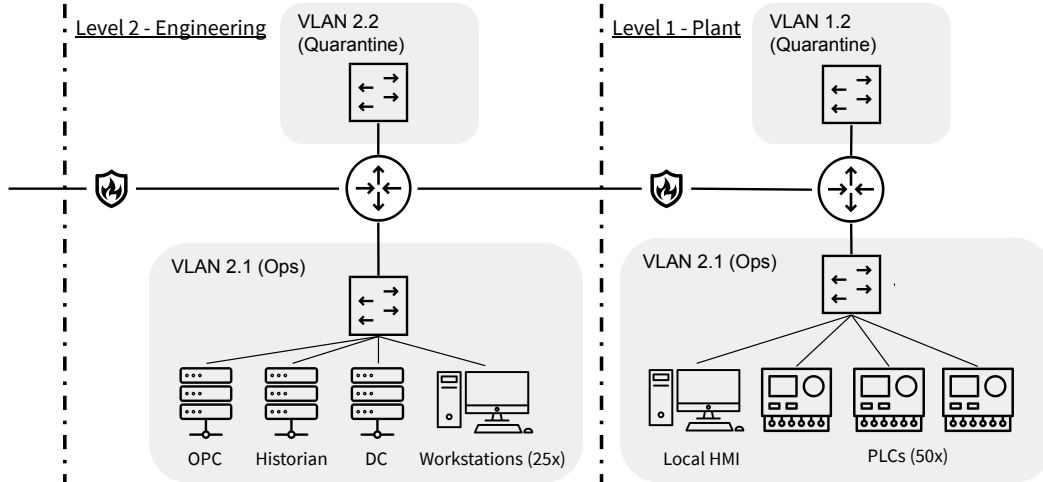 Level 2 - Engineering
VLAN 2.2
(Quarantine)
Level 1 - Plant
VLAN 1.2
(Quarantine)
VLAN 2.1 (Ops)
VLAN 2.1 (Ops)
OPC
Historian
DC
Workstations (25x)
Local HMI
PLCs (50x)